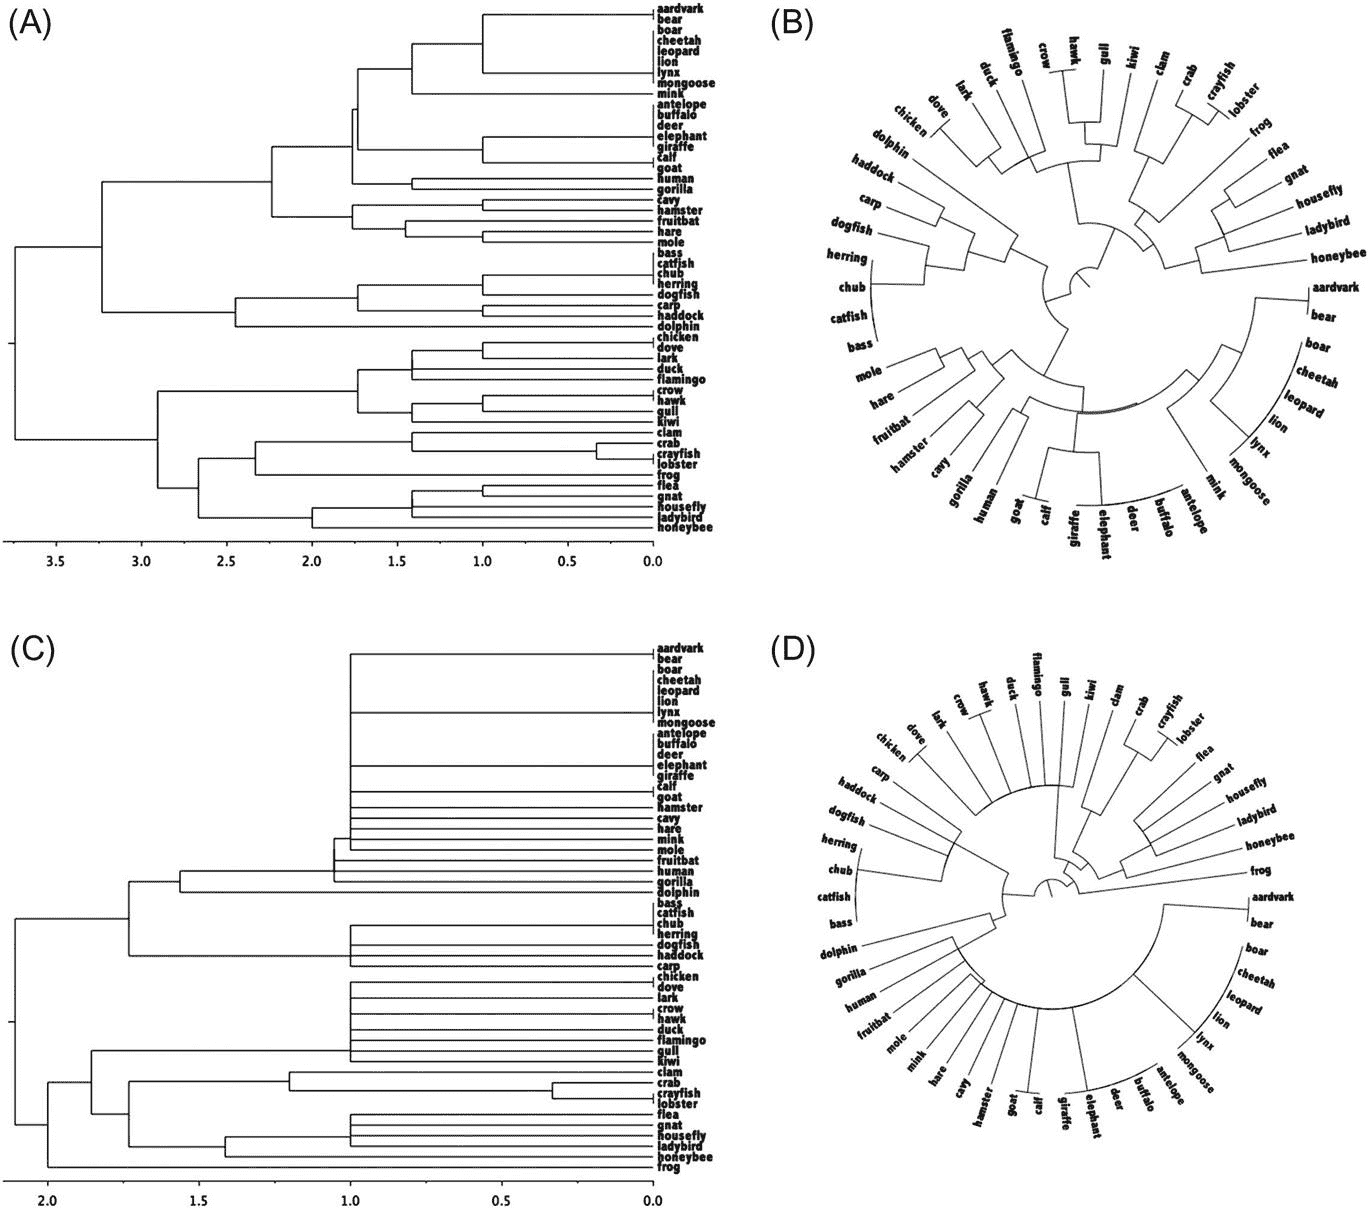 (A)
aardvark
bear
boar
cheetah
leopard
lion
lynx
mongoose
mink
antelope
buffalo
deer
elephant
giraffe
calf
goat
human
gorilla
cavy
hamster
fruitbat
hare
mole
bass
catfish
chub
herring
dogfish
carp
haddock
dolphin
chicken
dove
lark
duck
flamingo
crow
hawk
gull
kiwi
clam
crab
crayfish
lobster
frog
flea
gnat
housefly
ladybird
honeybee
3.5 3.0 2.5 2.0 1.5 1.0 0.5 0.0
(B)
flamingo
crow
hawk
gull
kiwi
clam
crab
crayfish
lobster
frog
flea
gnat
housefly
ladybird
honeybee
aardvark
bear
boar
cheetah
leopard
lion
lynx
mongoose
mink
antelope
buffalo
deer
elephant
giraffe
calf
goat
human
gorilla
cavy
hamster
fruitbat
hare
mole
bass
catfish
chub
herring
dogfish
carp
haddock
dolphin
chicken
dove
lark
duck
(C)
aardvark
bear
boar
cheetah
leopard
lion
lynx
mongoose
antelope
buffalo
deer
elephant
giraffe
calf
goat
hamster
cavy
hare
mink
mole
fruitbat
human
gorilla
dolphin
bass
catfish
chub
herring
dogfish
haddock
carp
chicken
dove
lark
crow
hawk
duck
flamingo
gull
kiwi
clam
crab
crayfish
lobster
flea
gnat
housefly
ladybird
honeybee
frog
2.0 1.5 1.0 0.5 0.0
(D)
flamingo
gull
kiwi
clam
crab
crayfish
lobster
flea
gnat
housefly
ladybird
honeybee
frog
aardvark
bear
boar
cheetah
leopard
lion
lynx
mongoose
antelope
buffalo
deer
elephant
giraffe
calf
goat
hamster
cavy
hare
mink
mole
fruitbat
human
gorilla
dolphin
bass
catfish
chub
herring
dogfish
haddock
carp
chicken
dove
lark
crow
hawk
duck